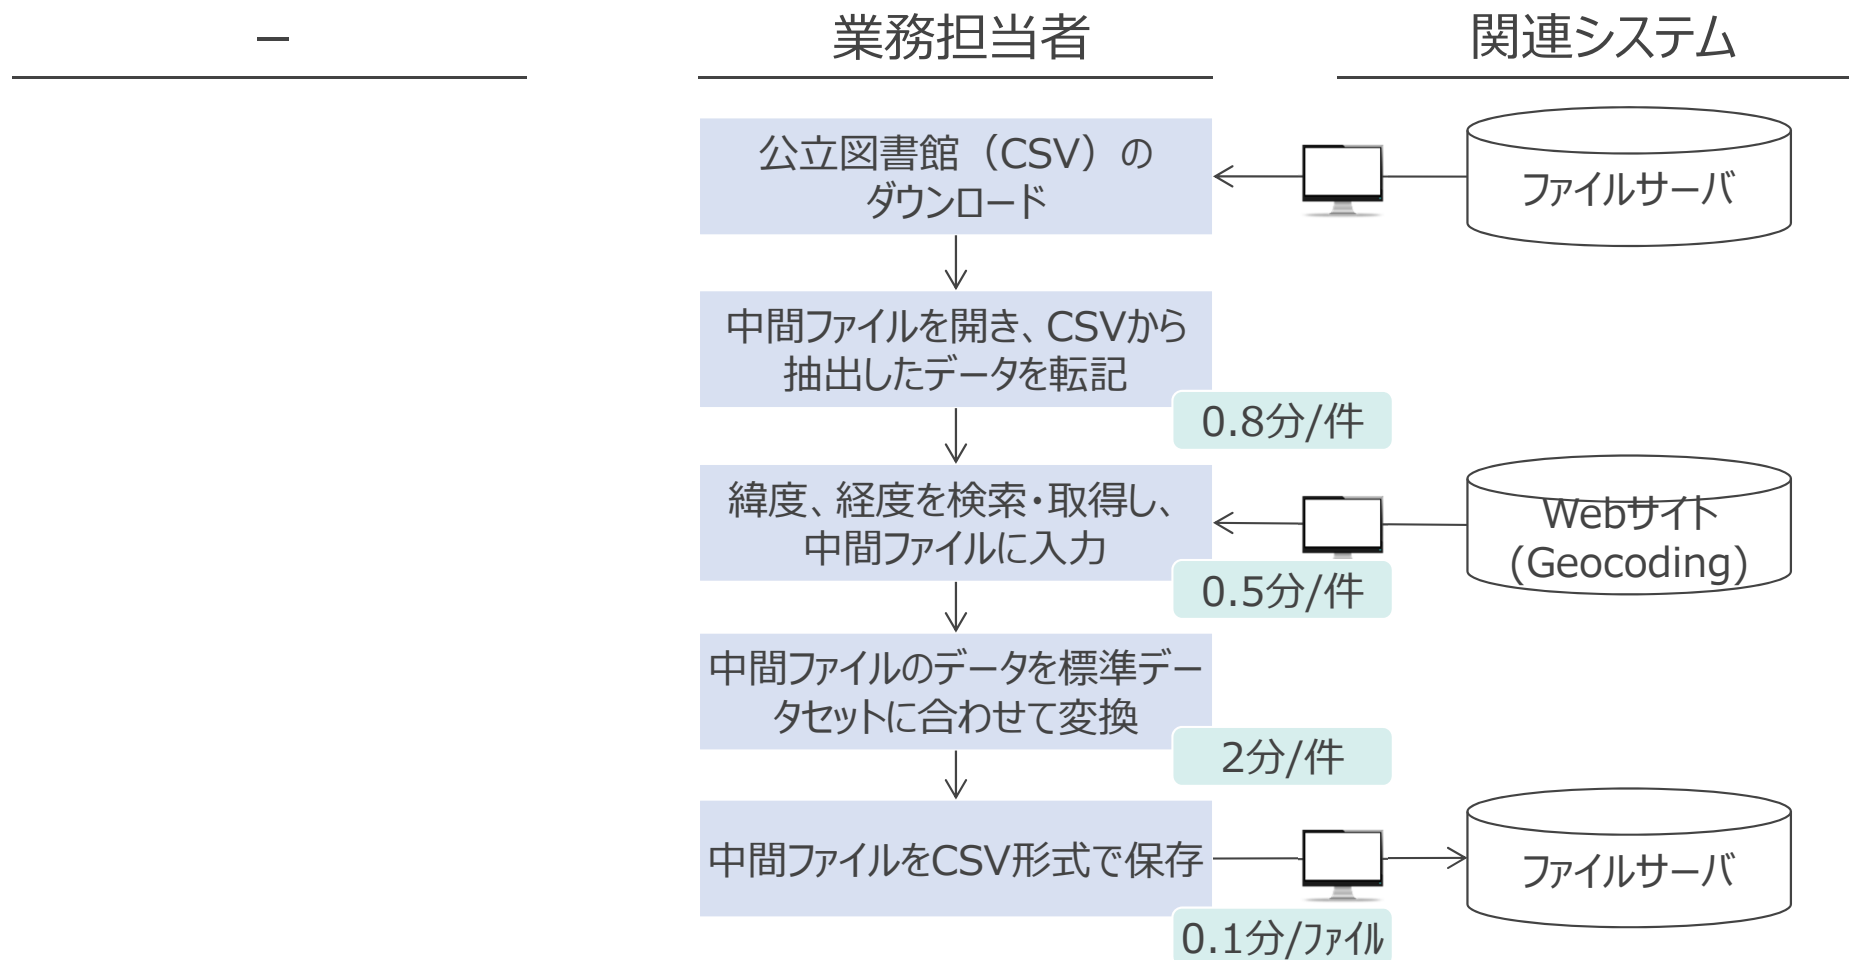 –
業務担当者
関連システム
公立図書館（CSV）の
ダウンロード
ファイルサーバ
中間ファイルを開き、CSVから
抽出したデータを転記
0.8分/件
緯度、経度を検索・取得し、
中間ファイルに入力
Webサイト
(Geocoding)
0.5分/件
中間ファイルのデータを標準デー
タセットに合わせて変換
2分/件
中間ファイルをCSV形式で保存
ファイルサーバ
0.1分/ファイル